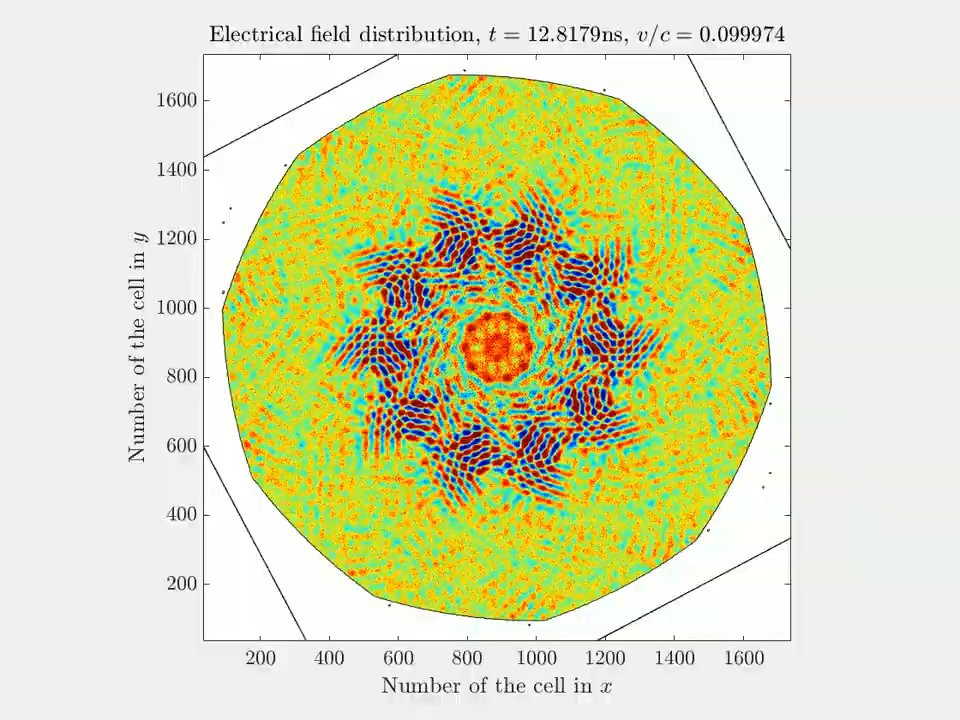 Electrical field distribution, t = 12.8179ns, v/c = 0.099974
1600
1400
1200
1000
800
600
400
200
Number of the cell in y
200 400 600 800 1000 1200 1400 1600
Number of the cell in x